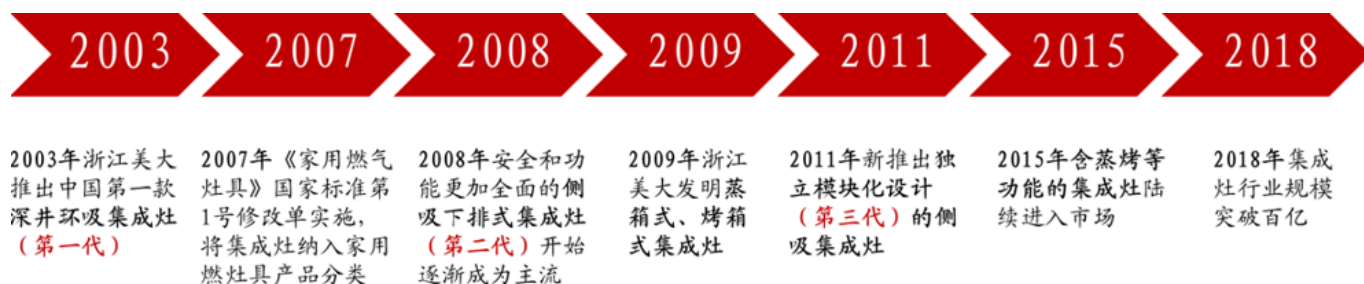 2003
2007
2008
2009
2011
2015
2018
2003年浙江美大
推出中国第一款
深井环吸集成灶
（第一代）
2007年《家用燃气
灶具》国家标准第
1号修改单实施，
将集成灶纳入家用
燃灶具产品分类
2008年安全和功
能更加全面的侧
吸下排式集成灶
（第二代）开始
逐渐成为主流
2009年浙江
美大发明蒸
箱式、烤箱
式集成灶
2011年新推出独
立模块化设计
（第三代）的侧
吸集成灶
2015年含蒸烤等
功能的集成灶陆
续进入市场
2018年集成
灶行业规模
突破百亿